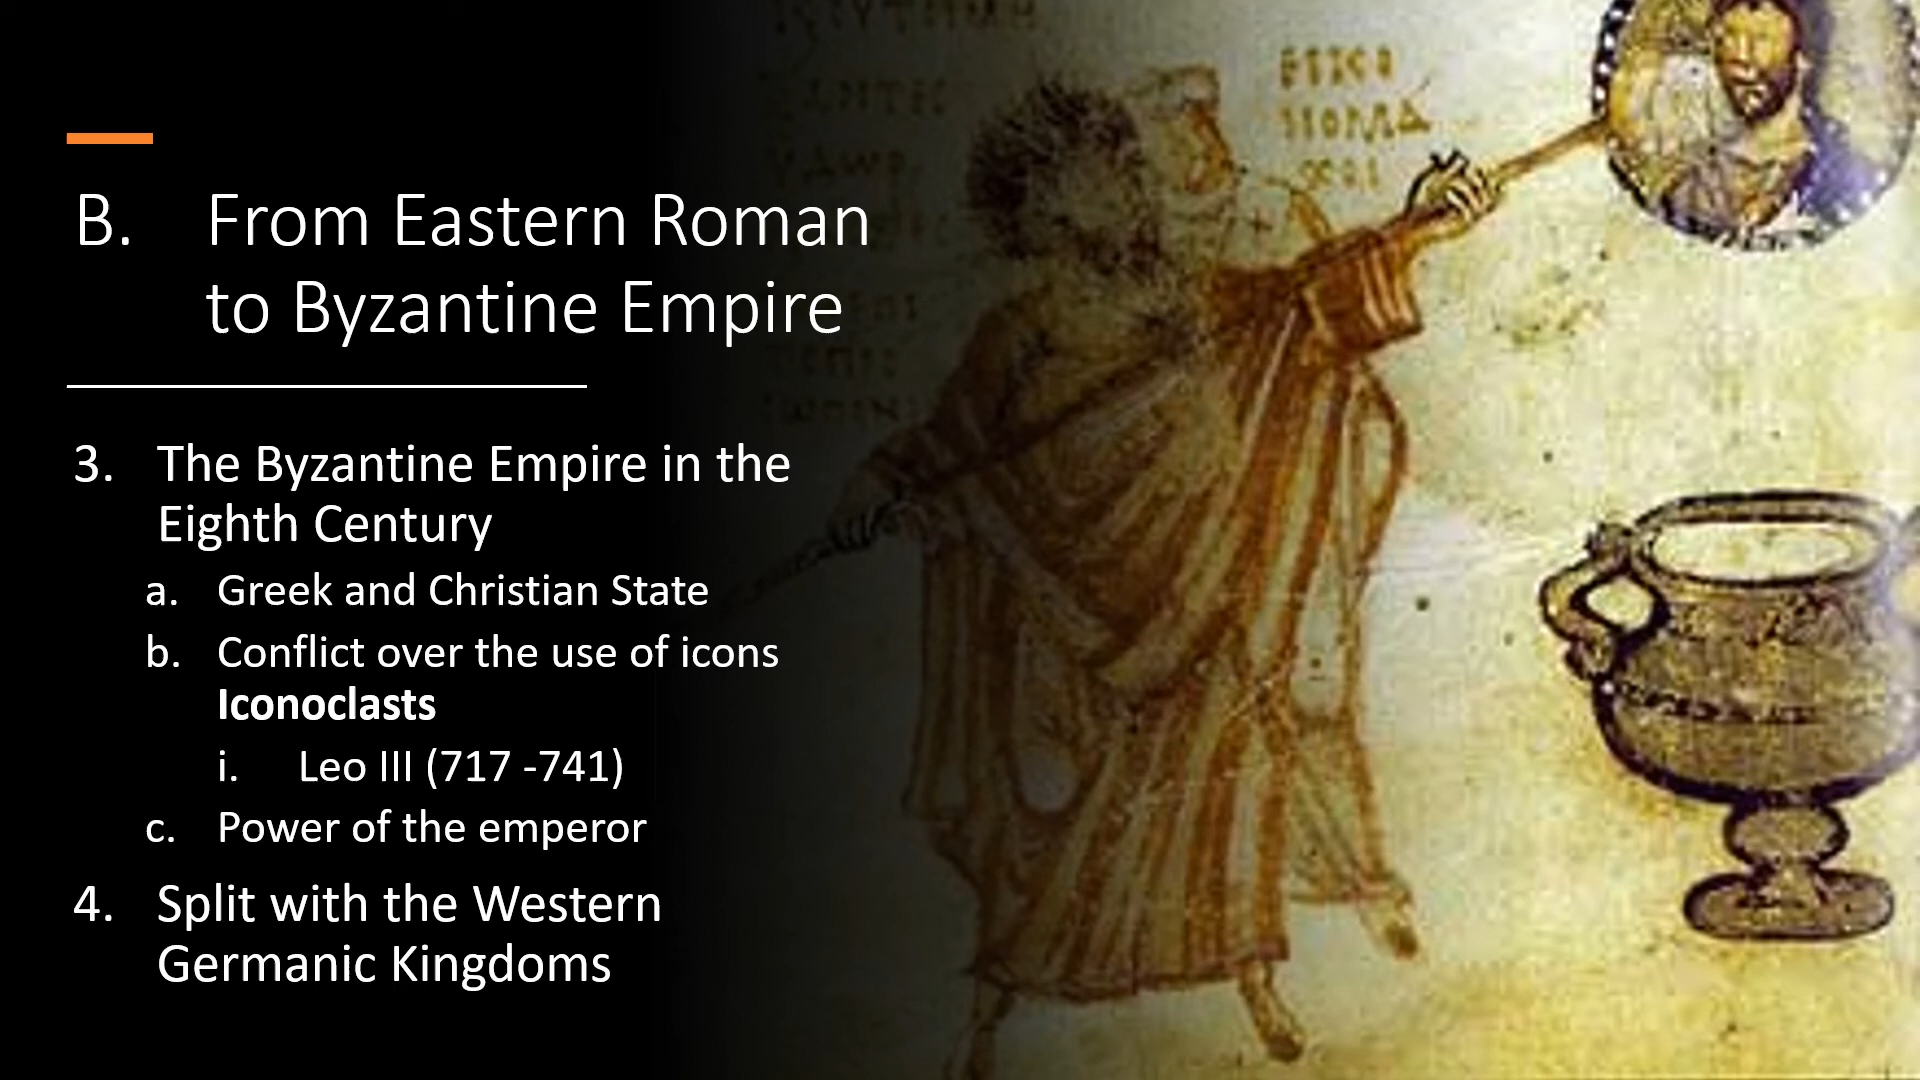 B. From Eastern Roman
to Byzantine Empire
3. The Byzantine Empire in the
Eighth Century
a. Greek and Christian State
b. Conflict over the use of icons
Iconoclasts
i. Leo III (717 -741)
c. Power of the emperor
4. Split with the Western
Germanic Kingdoms